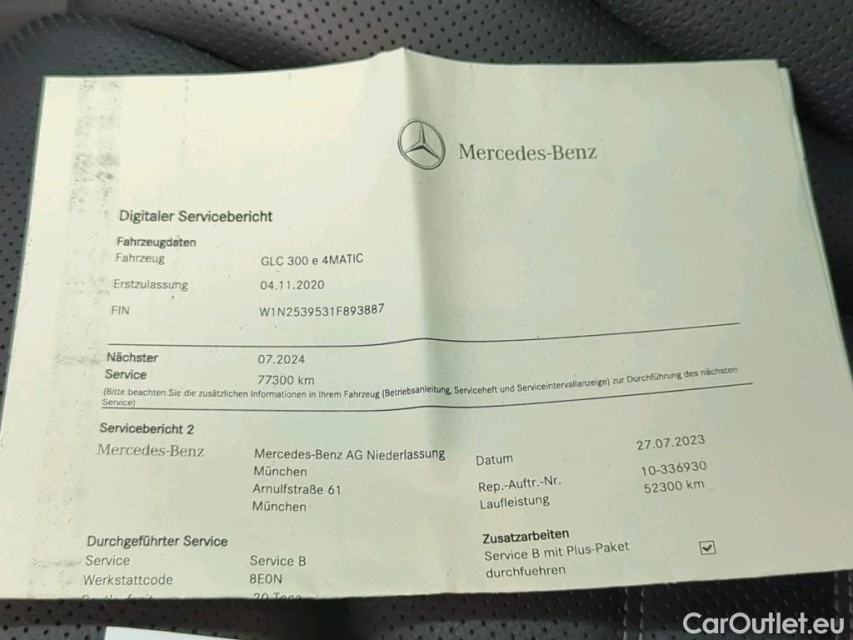 Mercedes-Benz
Digitaler Servicebericht
Fahrzeugdaten
Fahrzeug GLC 300 e 4MATIC
Erstzulassung 04.11.2020
FIN W1N2539531F893887
Nächster 07.2024
Service 77300 km
(Bitte beachten Sie die zusätzlichen Informationen in Ihrem Fahrzeug (Betriebsanleitung, Serviceheft und Serviceintervallanzeige) zur Durchführung des nächsten
Service)
Servicebericht 2
Mercedes-Benz Mercedes-Benz AG Niederlassung
München
Arnulfstraße 61
München
Datum 27.07.2023
Rep.-Auftr.-Nr. 10-336930
Laufleistung 52300 km
Durchgeführter Service
Service Service B
Werkstattcode 8E0N
20 Tage
Zusatzarbeiten
Service B mit Plus-Paket
durchfuehren
CarOutlet.eu